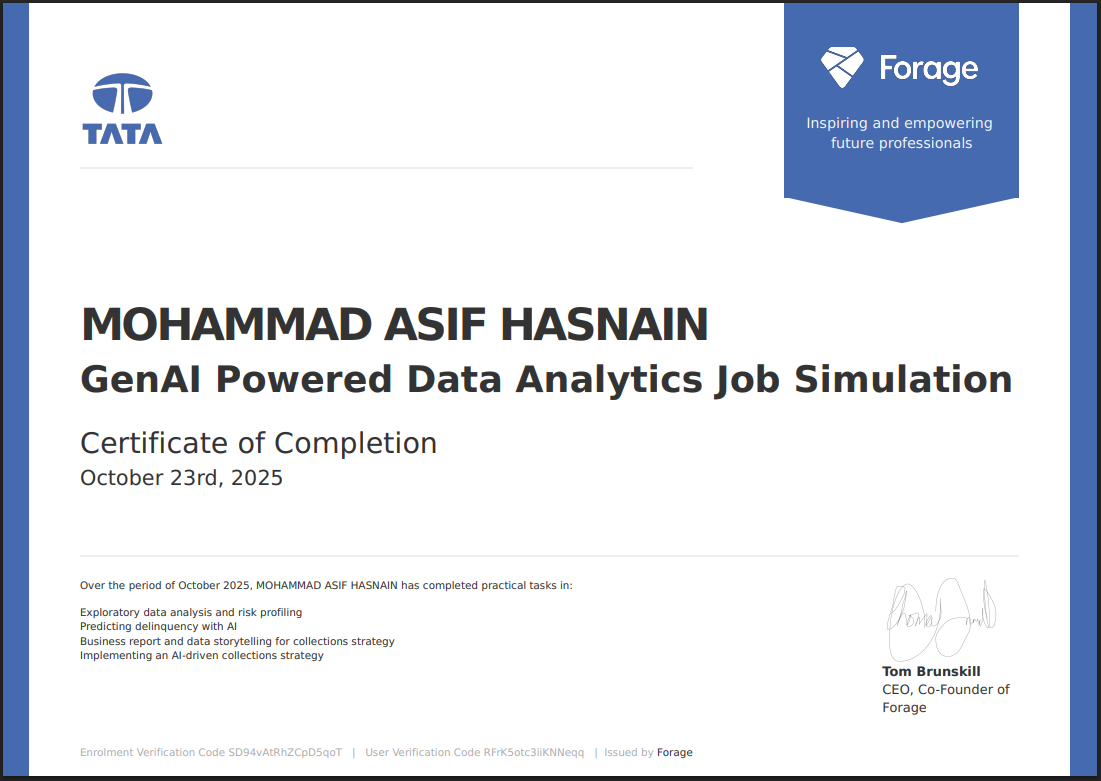 TATA
Forage
Inspiring and empowering
future professionals
MOHAMMAD ASIF HASNAIN
GenAI Powered Data Analytics Job Simulation
Certificate of Completion
October 23rd, 2025
Over the period of October 2025, MOHAMMAD ASIF HASNAIN has completed practical tasks in:
Exploratory data analysis and risk profiling
Predicting delinquency with AI
Business report and data storytelling for collections strategy
Implementing an AI-driven collections strategy
Tom Brunskill
CEO, Co-Founder of
Forage
Enrolment Verification Code SD94vAtRhZCpD5qoT | User Verification Code RFrK5otc3iiKNNeqq | Issued by Forage